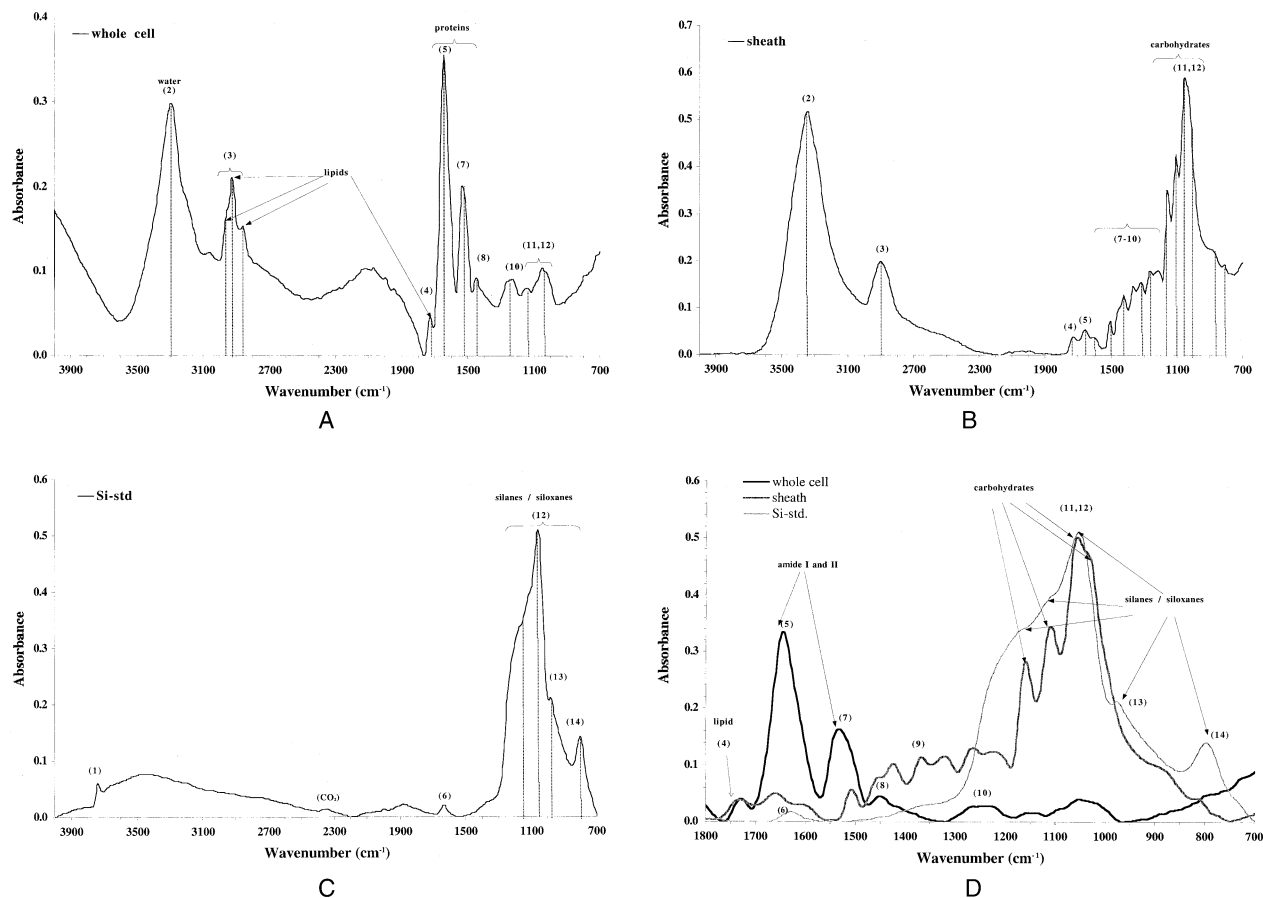 whole cell
proteins
(5)
water
(2)
(3)
lipids
(7)
(11,12)
(8)
(10)
(4)
0.4
0.3
0.2
0.1
0.0
Absorbance
3900 3300 2700 2100 1500 1100 700
Wavenumber (cm-1)
A
sheath
carbohydrates
(11,12)
(2)
(3)
(7-10)
(4) (5)
0.7
0.6
0.5
0.4
0.3
0.2
0.1
0.0
Absorbance
3900 3300 2700 2300 1900 1500 1100 700
Wavenumber (cm-1)
B
Si-std
silanes / siloxanes
(12)
(13)
(14)
(1)
(CO2)
(6)
0.6
0.5
0.4
0.3
0.2
0.1
0.0
Absorbance
3900 3300 2700 2300 1900 1500 1100 700
Wavenumber (cm-1)
C
whole cell
sheath
Si-std.
carbohydrates
(11,12)
amide I and II
silanes / siloxanes
(5)
(7)
(13)
lipid
(4)
(9)
(14)
(8)
(6)
(10)
0.6
0.5
0.4
0.3
0.2
0.1
0.0
Absorbance
1800 1700 1600 1500 1400 1300 1200 1100 1000 900 800 700
Wavenumber (cm-1)
D